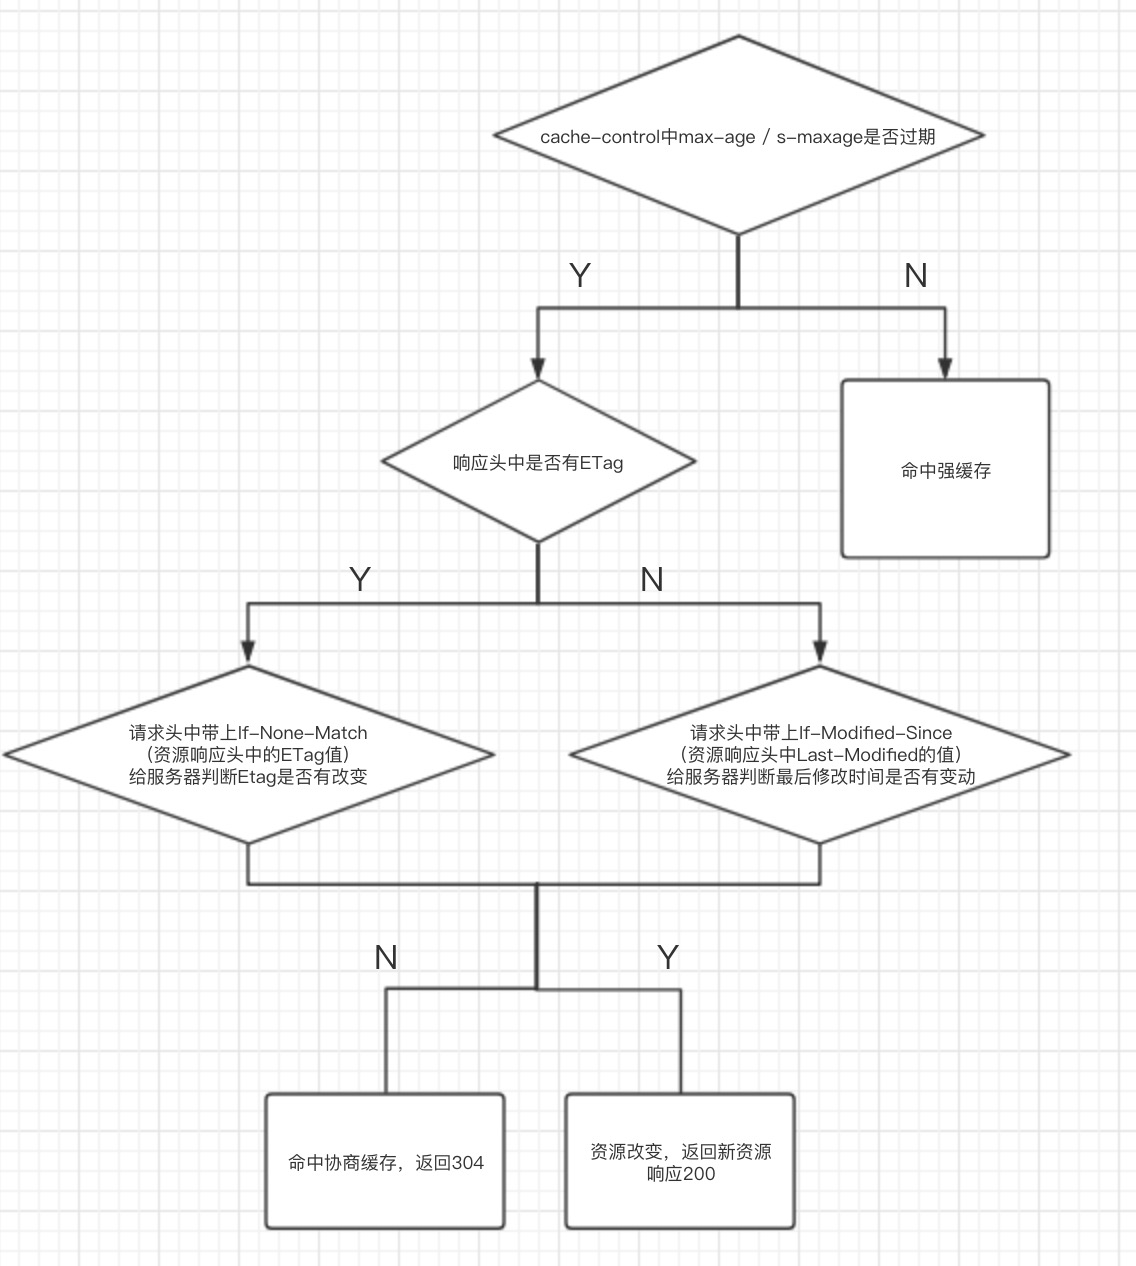 cache-control中max-age / s-maxage是否过期
Y
N
响应头中是否有ETag
命中强缓存
Y
N
请求头中带上If-None-Match
（资源响应头中的ETag值）
给服务器判断Etag是否有改变
请求头中带上If-Modified-Since
（资源响应头中Last-Modified的值）
给服务器判断最后修改时间是否有变动
N
Y
命中协商缓存，返回304
资源改变，返回新资源
响应200